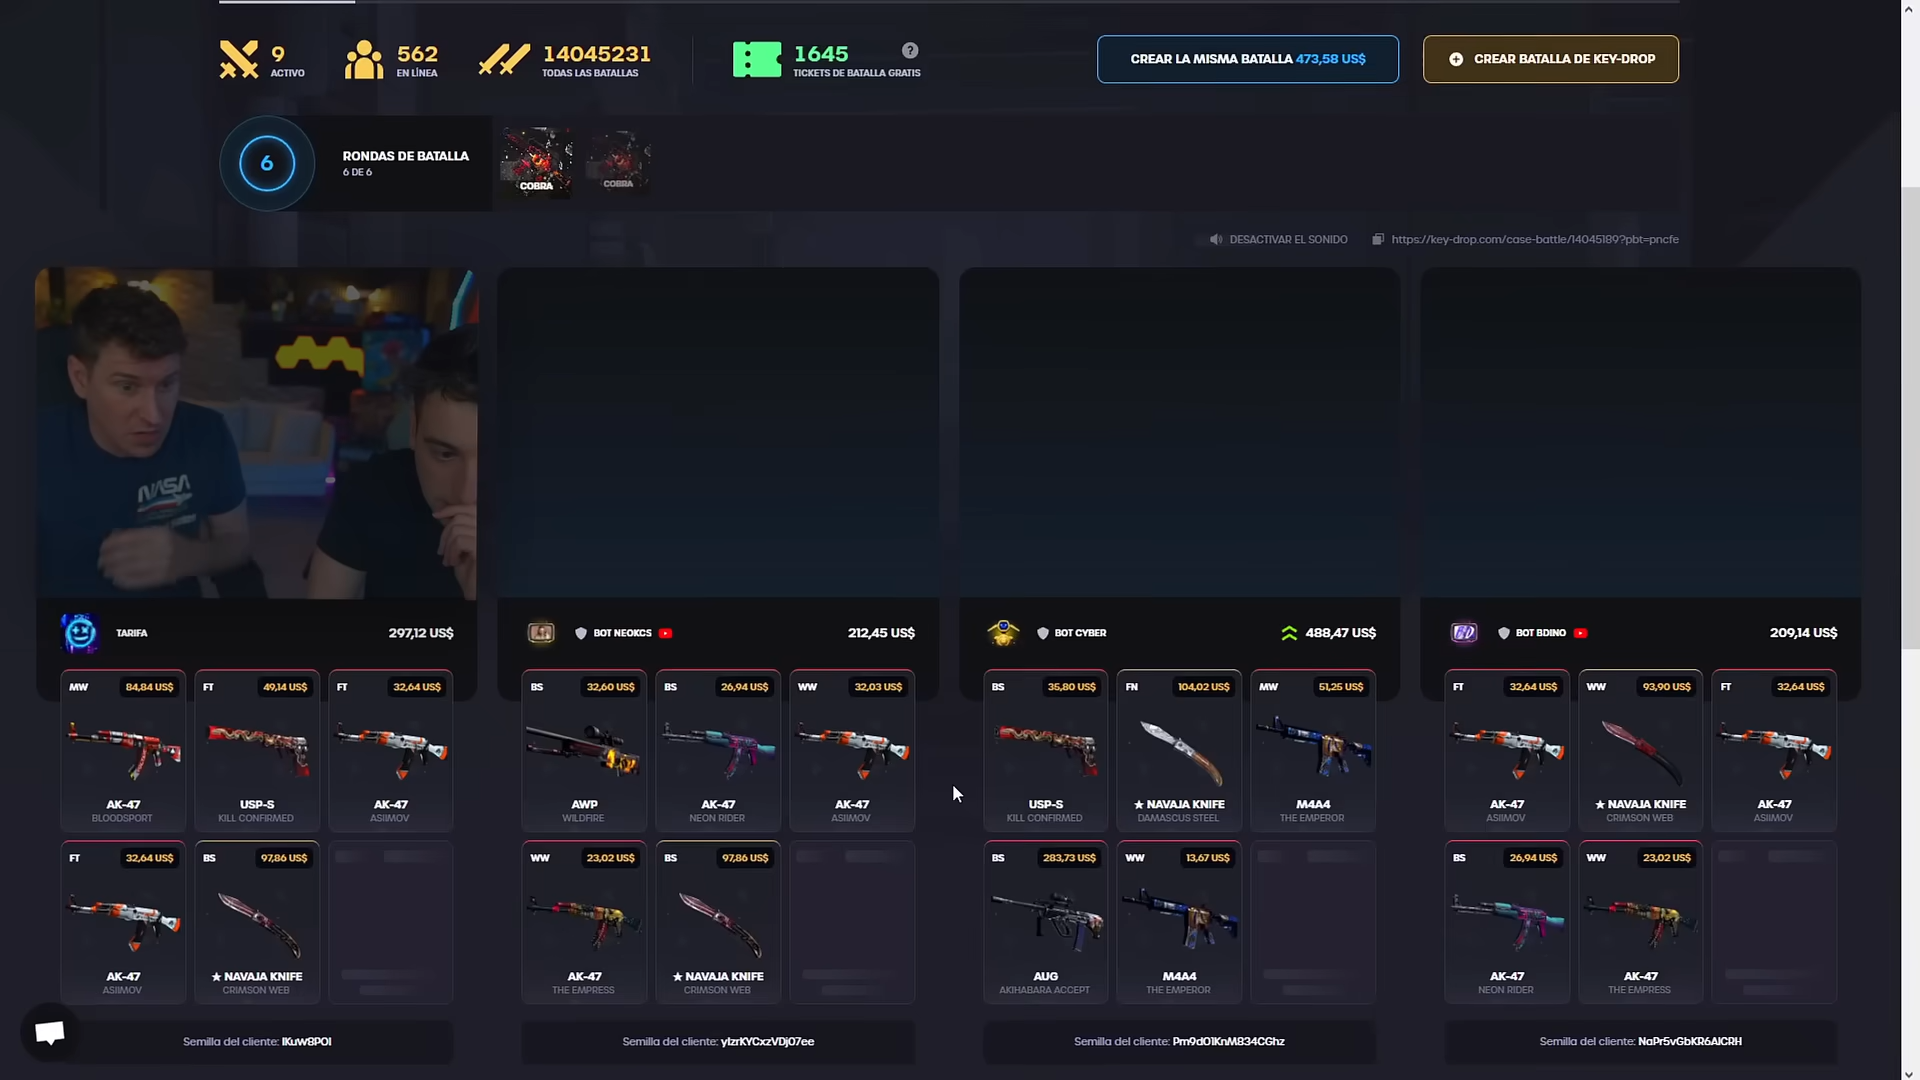 9
ACTIVO
562
EN LÍNEA
14045231
TODAS LAS BATALLAS
1645
TICKETS DE BATALLA GRATIS
?
CREAR LA MISMA BATALLA 473,58 US$
CREAR BATALLA DE KEY-DROP
6
RONDAS DE BATALLA
6 DE 6
COBRA
COBRA
DESACTIVAR EL SONIDO
https://key-drop.com/case-battle/14045189?pbt=pncfe
NASA
TARIFA
297,12 US$
BOT NEOKCS
212,45 US$
BOT CYBER
488,47 US$
BD
BOT BDINO
209,14 US$
MW 84,84 US$
AK-47
BLOODSPORT
FT 49,14 US$
USP-S
KILL CONFIRMED
FT 32,64 US$
AK-47
ASIIMOV
BS 32,60 US$
AWP
WILDFIRE
BS 26,94 US$
AK-47
NEON RIDER
WW 32,03 US$
AK-47
ASIIMOV
BS 35,80 US$
USP-S
KILL CONFIRMED
FN 104,02 US$
★ NAVAJA KNIFE
DAMASCUS STEEL
MW 51,25 US$
M4A4
THE EMPEROR
FT 32,64 US$
AK-47
ASIIMOV
WW 93,90 US$
★ NAVAJA KNIFE
CRIMSON WEB
FT 32,64 US$
AK-47
ASIIMOV
FT 32,64 US$
AK-47
ASIIMOV
BS 97,86 US$
★ NAVAJA KNIFE
CRIMSON WEB
WW 23,02 US$
AK-47
THE EMPRESS
BS 97,86 US$
★ NAVAJA KNIFE
CRIMSON WEB
BS 283,73 US$
AUG
AKIHABARA ACCEPT
WW 13,67 US$
M4A4
THE EMPEROR
BS 26,94 US$
AK-47
NEON RIDER
WW 23,02 US$
AK-47
THE EMPRESS
Semilla del cliente: IKuW8POI
Semilla del cliente: yIzrKYCxzVDj07ee
Semilla del cliente: Pm9dO1KnM834CGhz
Semilla del cliente: NaPr5vGbKR6AICRH